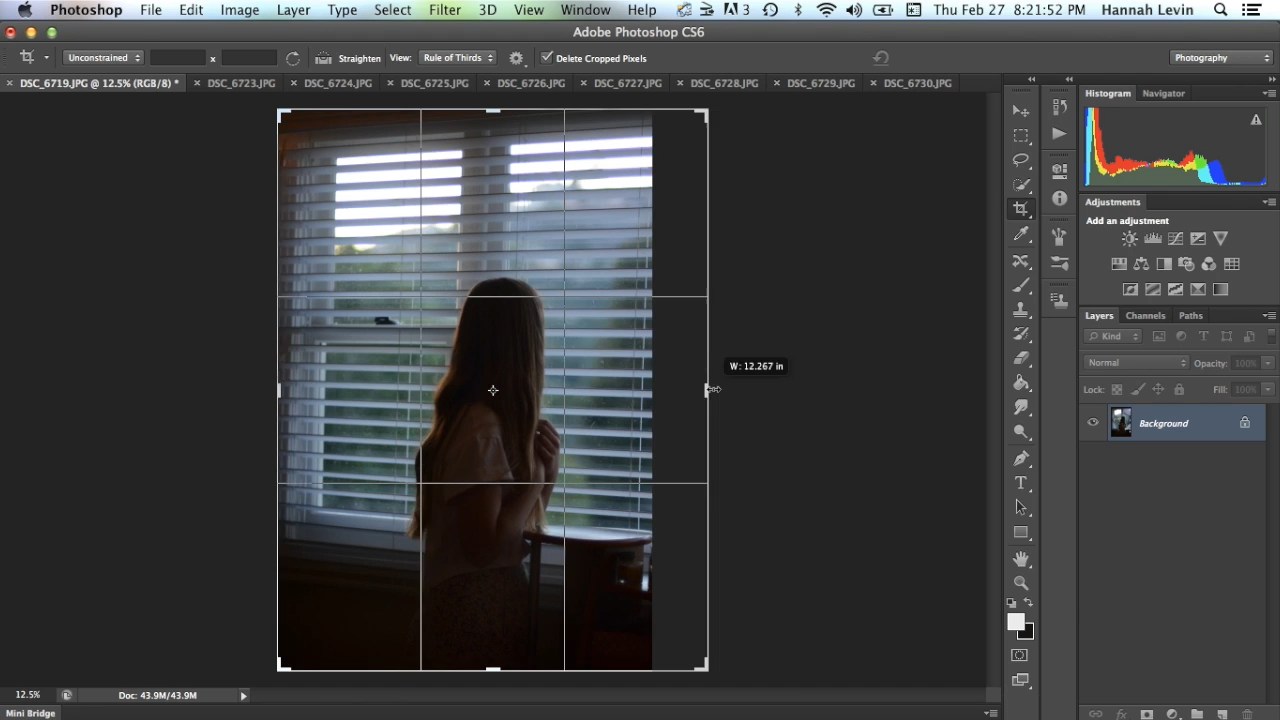 Photoshop File Edit Image Layer Type Select Filter 3D View Window Help 3 Thu Feb 27 8:21:52 PM Hannah Levin
Adobe Photoshop CS6
Unconstrained x Straighten View: Rule of Thirds Delete Cropped Pixels Photography
× DSC_6719.JPG @ 12.5% (RGB/8) * × DSC_6723.JPG × DSC_6724.JPG × DSC_6725.JPG × DSC_6726.JPG × DSC_6727.JPG × DSC_6728.JPG × DSC_6729.JPG × DSC_6730.JPG
Histogram Navigator
Adjustments
Add an adjustment
Layers Channels Paths
Kind
Normal Opacity: 100%
Lock: Fill: 100%
Background
W: 12.267 in
12.5% Doc: 43.9M/43.9M
Mini Bridge